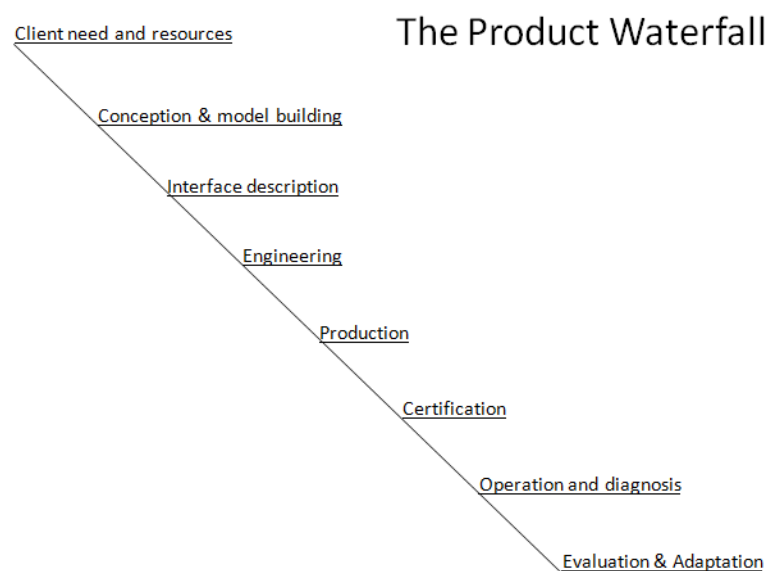 The Product Waterfall
Client need and resources
Conception & model building
Interface description
Engineering
Production
Certification
Operation and diagnosis
Evaluation & Adaptation